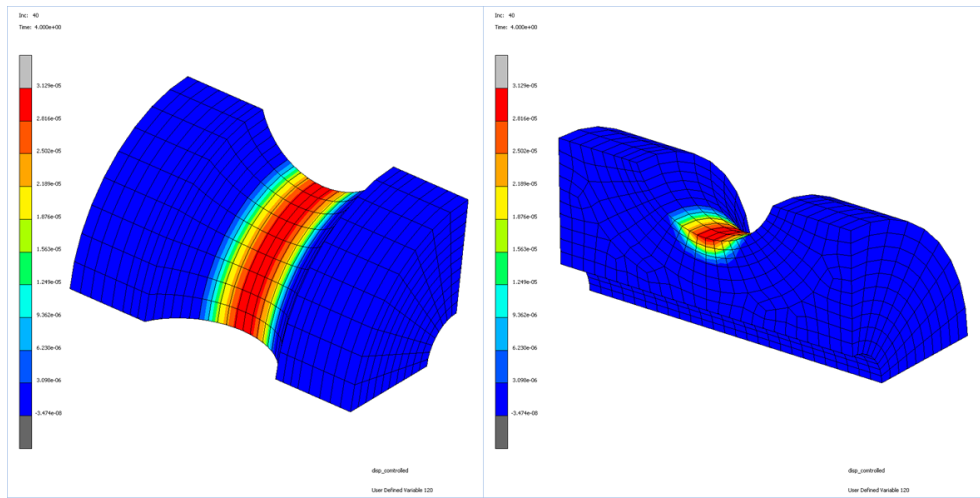 Inc: 40
Time: 4.000e+00
3.129e-05
2.816e-05
2.502e-05
2.189e-05
1.876e-05
1.563e-05
1.249e-05
9.362e-06
6.230e-06
3.098e-06
-3.474e-08
disp_comtrolled
User Defined Variable 120
Inc: 40
Time: 4.000e+00
3.129e-05
2.816e-05
2.502e-05
2.189e-05
1.876e-05
1.563e-05
1.249e-05
9.362e-06
6.230e-06
3.098e-06
-3.474e-08
disp_comtrolled
User Defined Variable 120